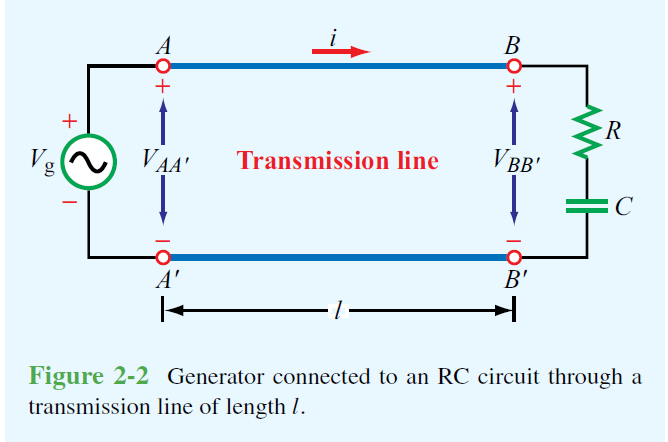 A
i
B
+
+
+
Vg
VAA'
Transmission line
VBB'
R
C
−
−
−
A'
B'
l
Figure 2-2 Generator connected to an RC circuit through a
transmission line of length l.